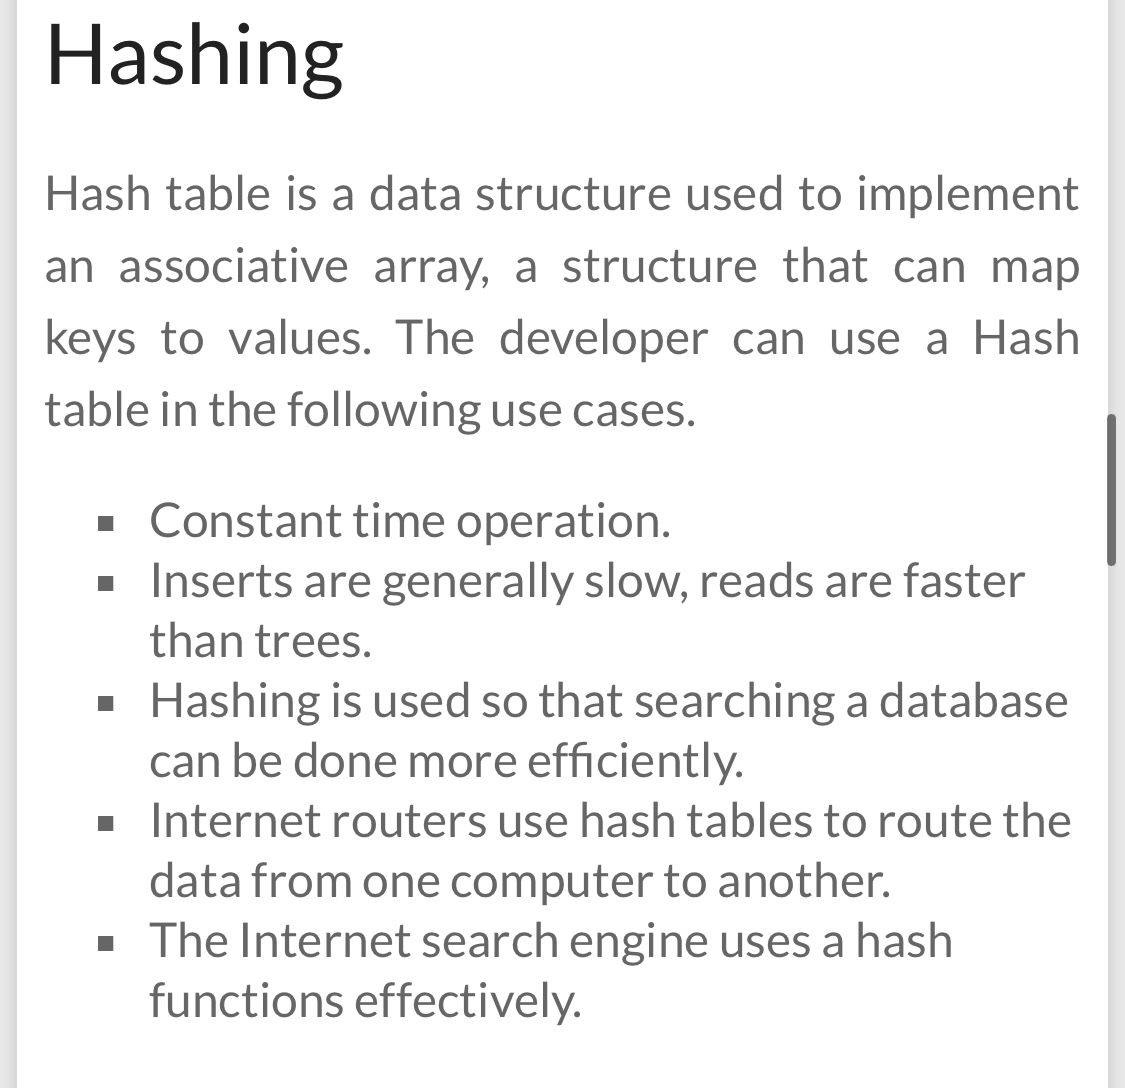 Hashing
Hash table is a data structure used to implement
an associative array, a structure that can map
keys to values. The developer can use a Hash
table in the following use cases.
▪ Constant time operation.
▪ Inserts are generally slow, reads are faster
than trees.
▪ Hashing is used so that searching a database
can be done more efficiently.
▪ Internet routers use hash tables to route the
data from one computer to another.
▪ The Internet search engine uses a hash
functions effectively.